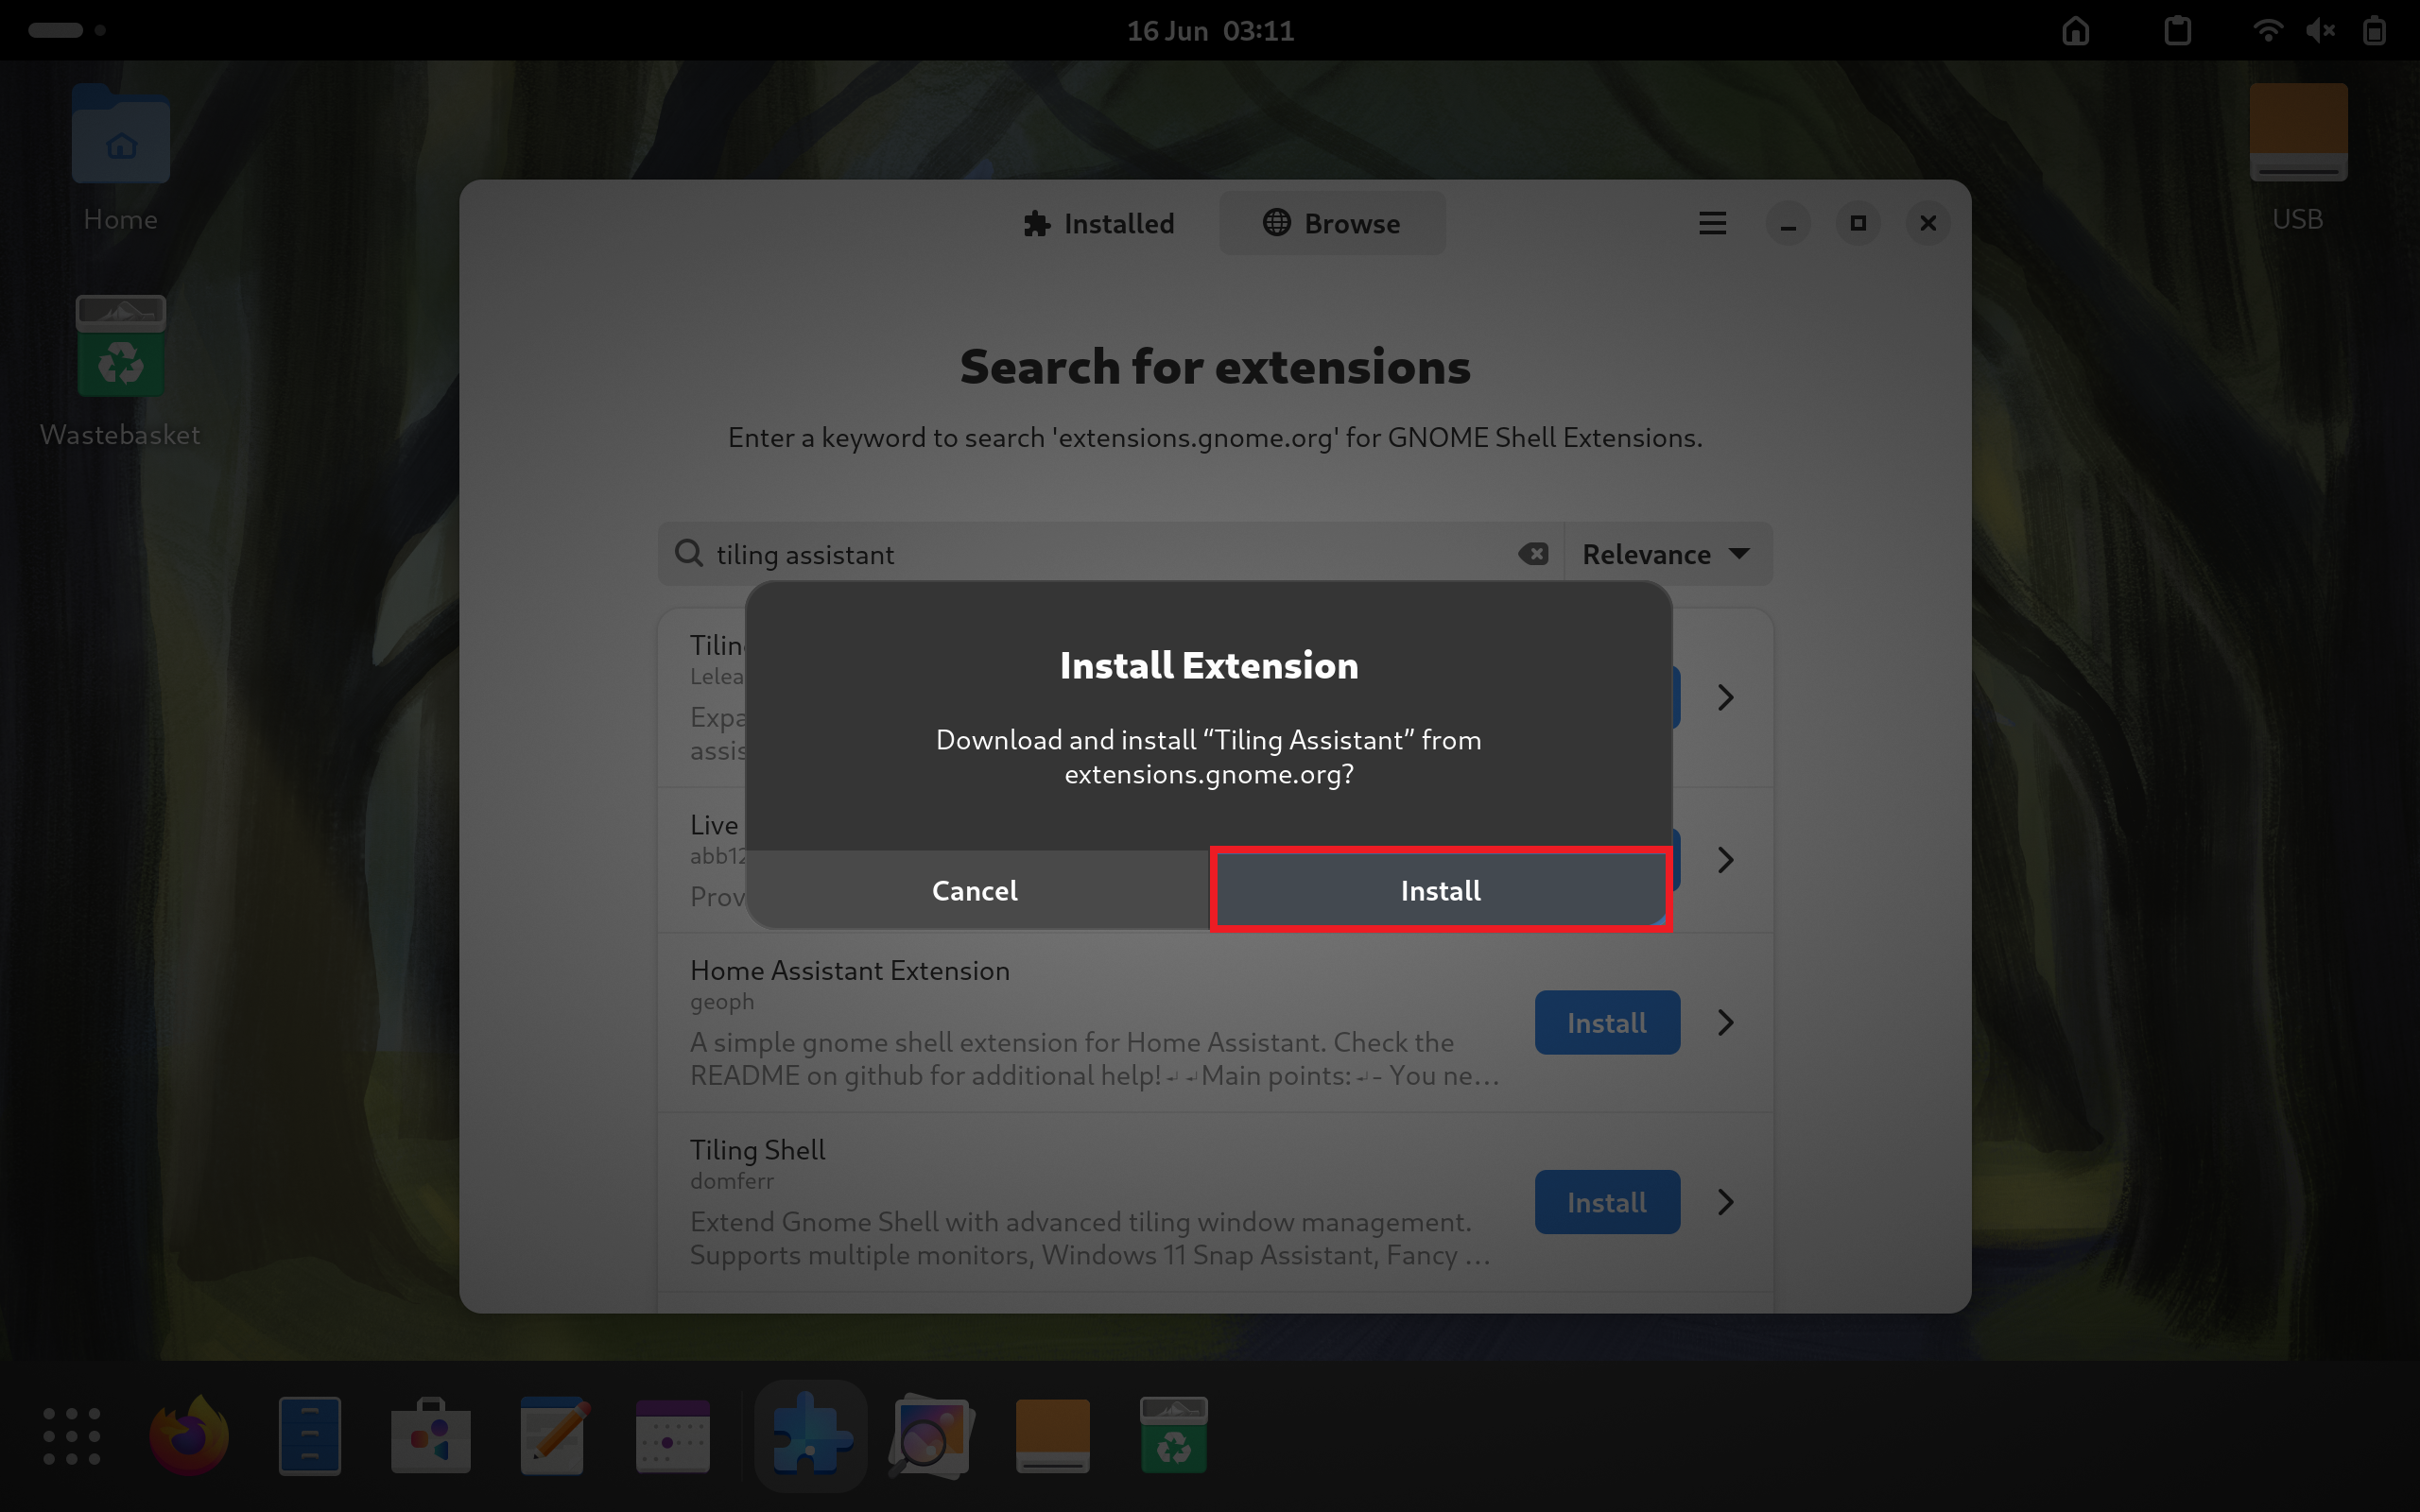 16 Jun 03:11
Home
USB
Wastebasket
Installed
Browse
Search for extensions
Enter a keyword to search 'extensions.gnome.org' for GNOME Shell Extensions.
tiling assistant
Relevance
Tiling
Lelea
Expa
assis
Install Extension
Download and install “Tiling Assistant” from
extensions.gnome.org?
Cancel
Install
Live
abb12
Prov
Home Assistant Extension
geoph
A simple gnome shell extension for Home Assistant. Check the
README on github for additional help!↵ ↵Main points:↵- You ne…
Install
Tiling Shell
domferr
Extend Gnome Shell with advanced tiling window management.
Supports multiple monitors, Windows 11 Snap Assistant, Fancy …
Install